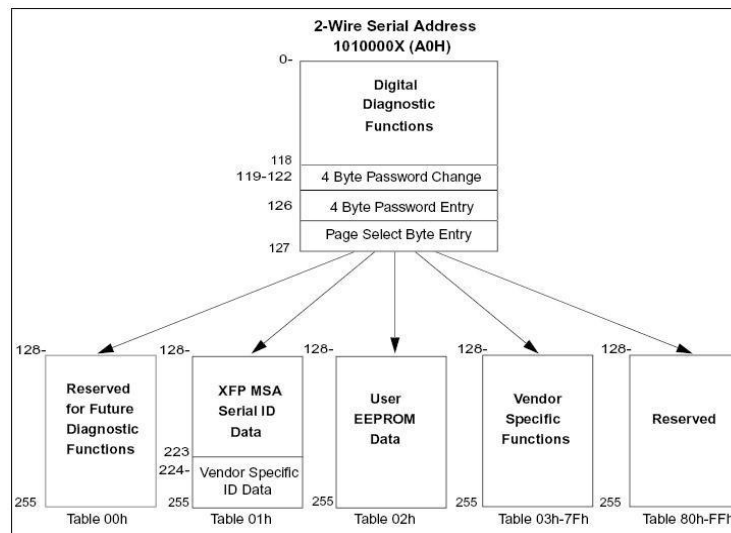 2-Wire Serial Address
1010000X (A0H)
0-
Digital
Diagnostic
Functions
118
119-122
4 Byte Password Change
126
4 Byte Password Entry
Page Select Byte Entry
127
128-
Reserved
for Future
Diagnostic
Functions
255
Table 00h
128-
XFP MSA
Serial ID
Data
223
224-
Vendor Specific
ID Data
255
Table 01h
128-
User
EEPROM
Data
255
Table 02h
128-
Vendor
Specific
Functions
255
Table 03h-7Fh
128-
Reserved
255
Table 80h-FFh